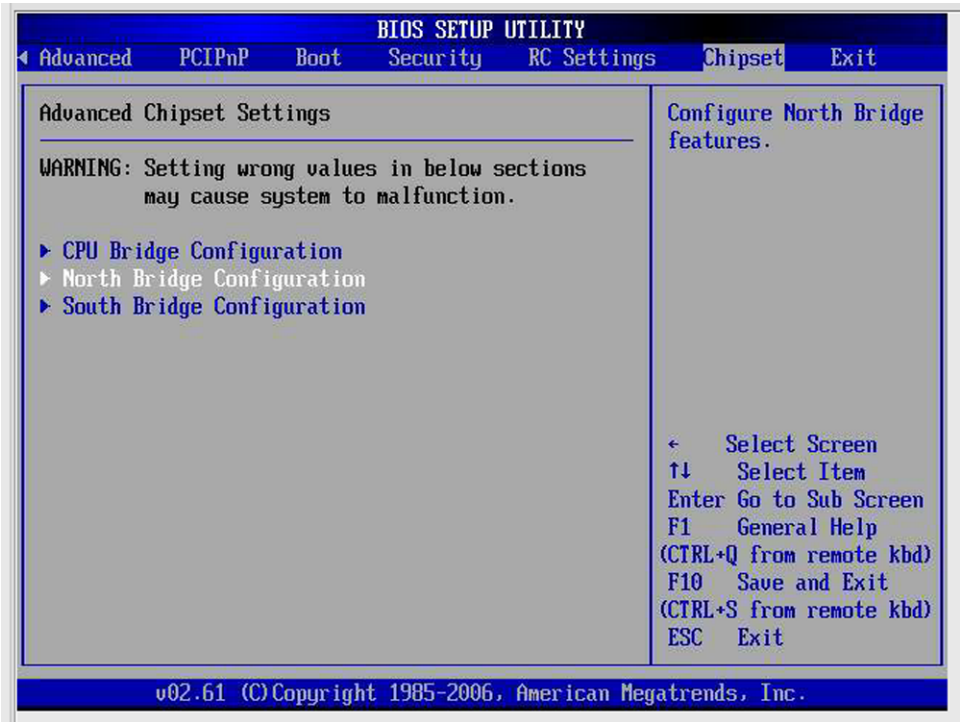 BIOS SETUP UTILITY
Advanced PCIPnP Boot Security RC Settings Chipset Exit
Advanced Chipset Settings
WARNING: Setting wrong values in below sections
may cause system to malfunction.
▶ CPU Bridge Configuration
▶ North Bridge Configuration
▶ South Bridge Configuration
Configure North Bridge
features.
← Select Screen
↑↓ Select Item
Enter Go to Sub Screen
F1 General Help
(CTRL+Q from remote kbd)
F10 Save and Exit
(CTRL+S from remote kbd)
ESC Exit
v02.61 (C)Copyright 1985-2006, American Megatrends, Inc.